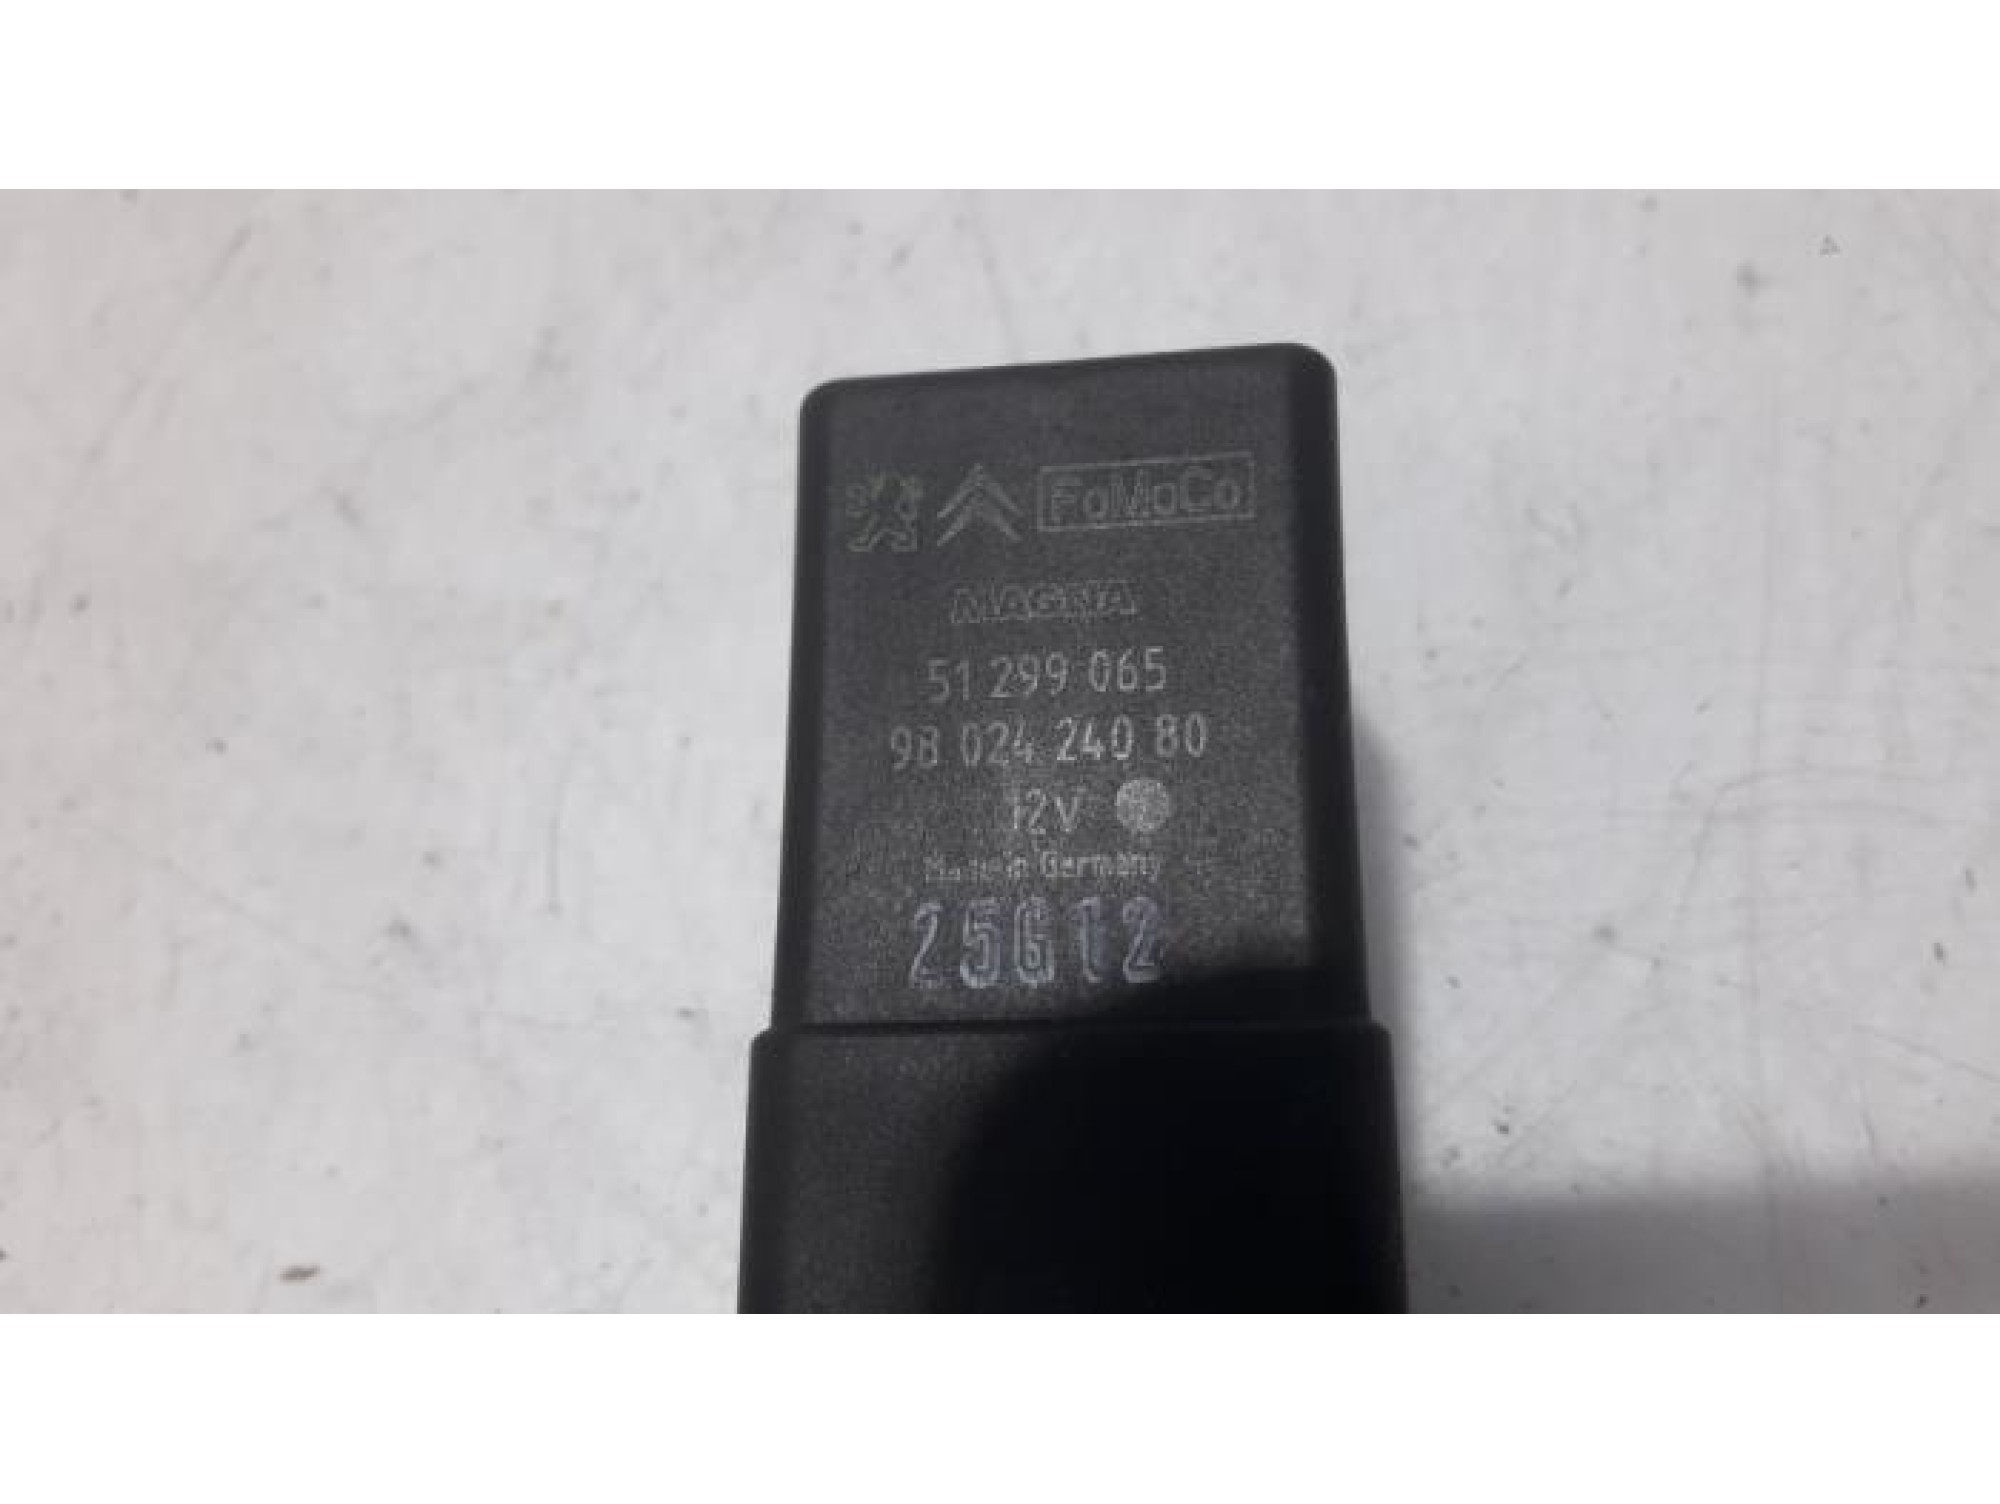 FoMoCo
MAGNA
51 299 065
98 024 240 80
12V
Made in Germany
25G12